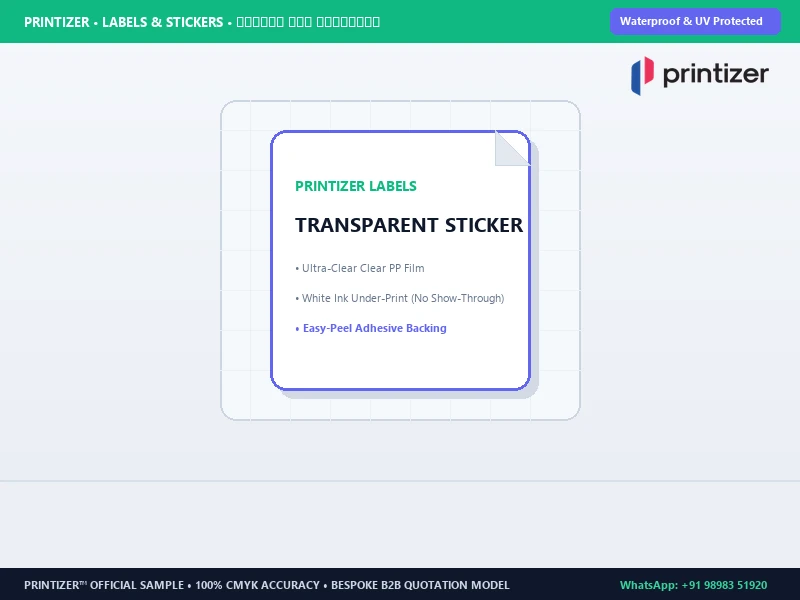 PRINTIZER • LABELS & STICKERS •
Waterproof & UV Protected
printizer
PRINTIZER LABELS
TRANSPARENT STICKER
• Ultra-Clear Clear PP Film
• White Ink Under-Print (No Show-Through)
• Easy-Peel Adhesive Backing
PRINTIZER™ OFFICIAL SAMPLE • 100% CMYK ACCURACY • BESPOKE B2B QUOTATION MODEL
WhatsApp: +91 98983 51920